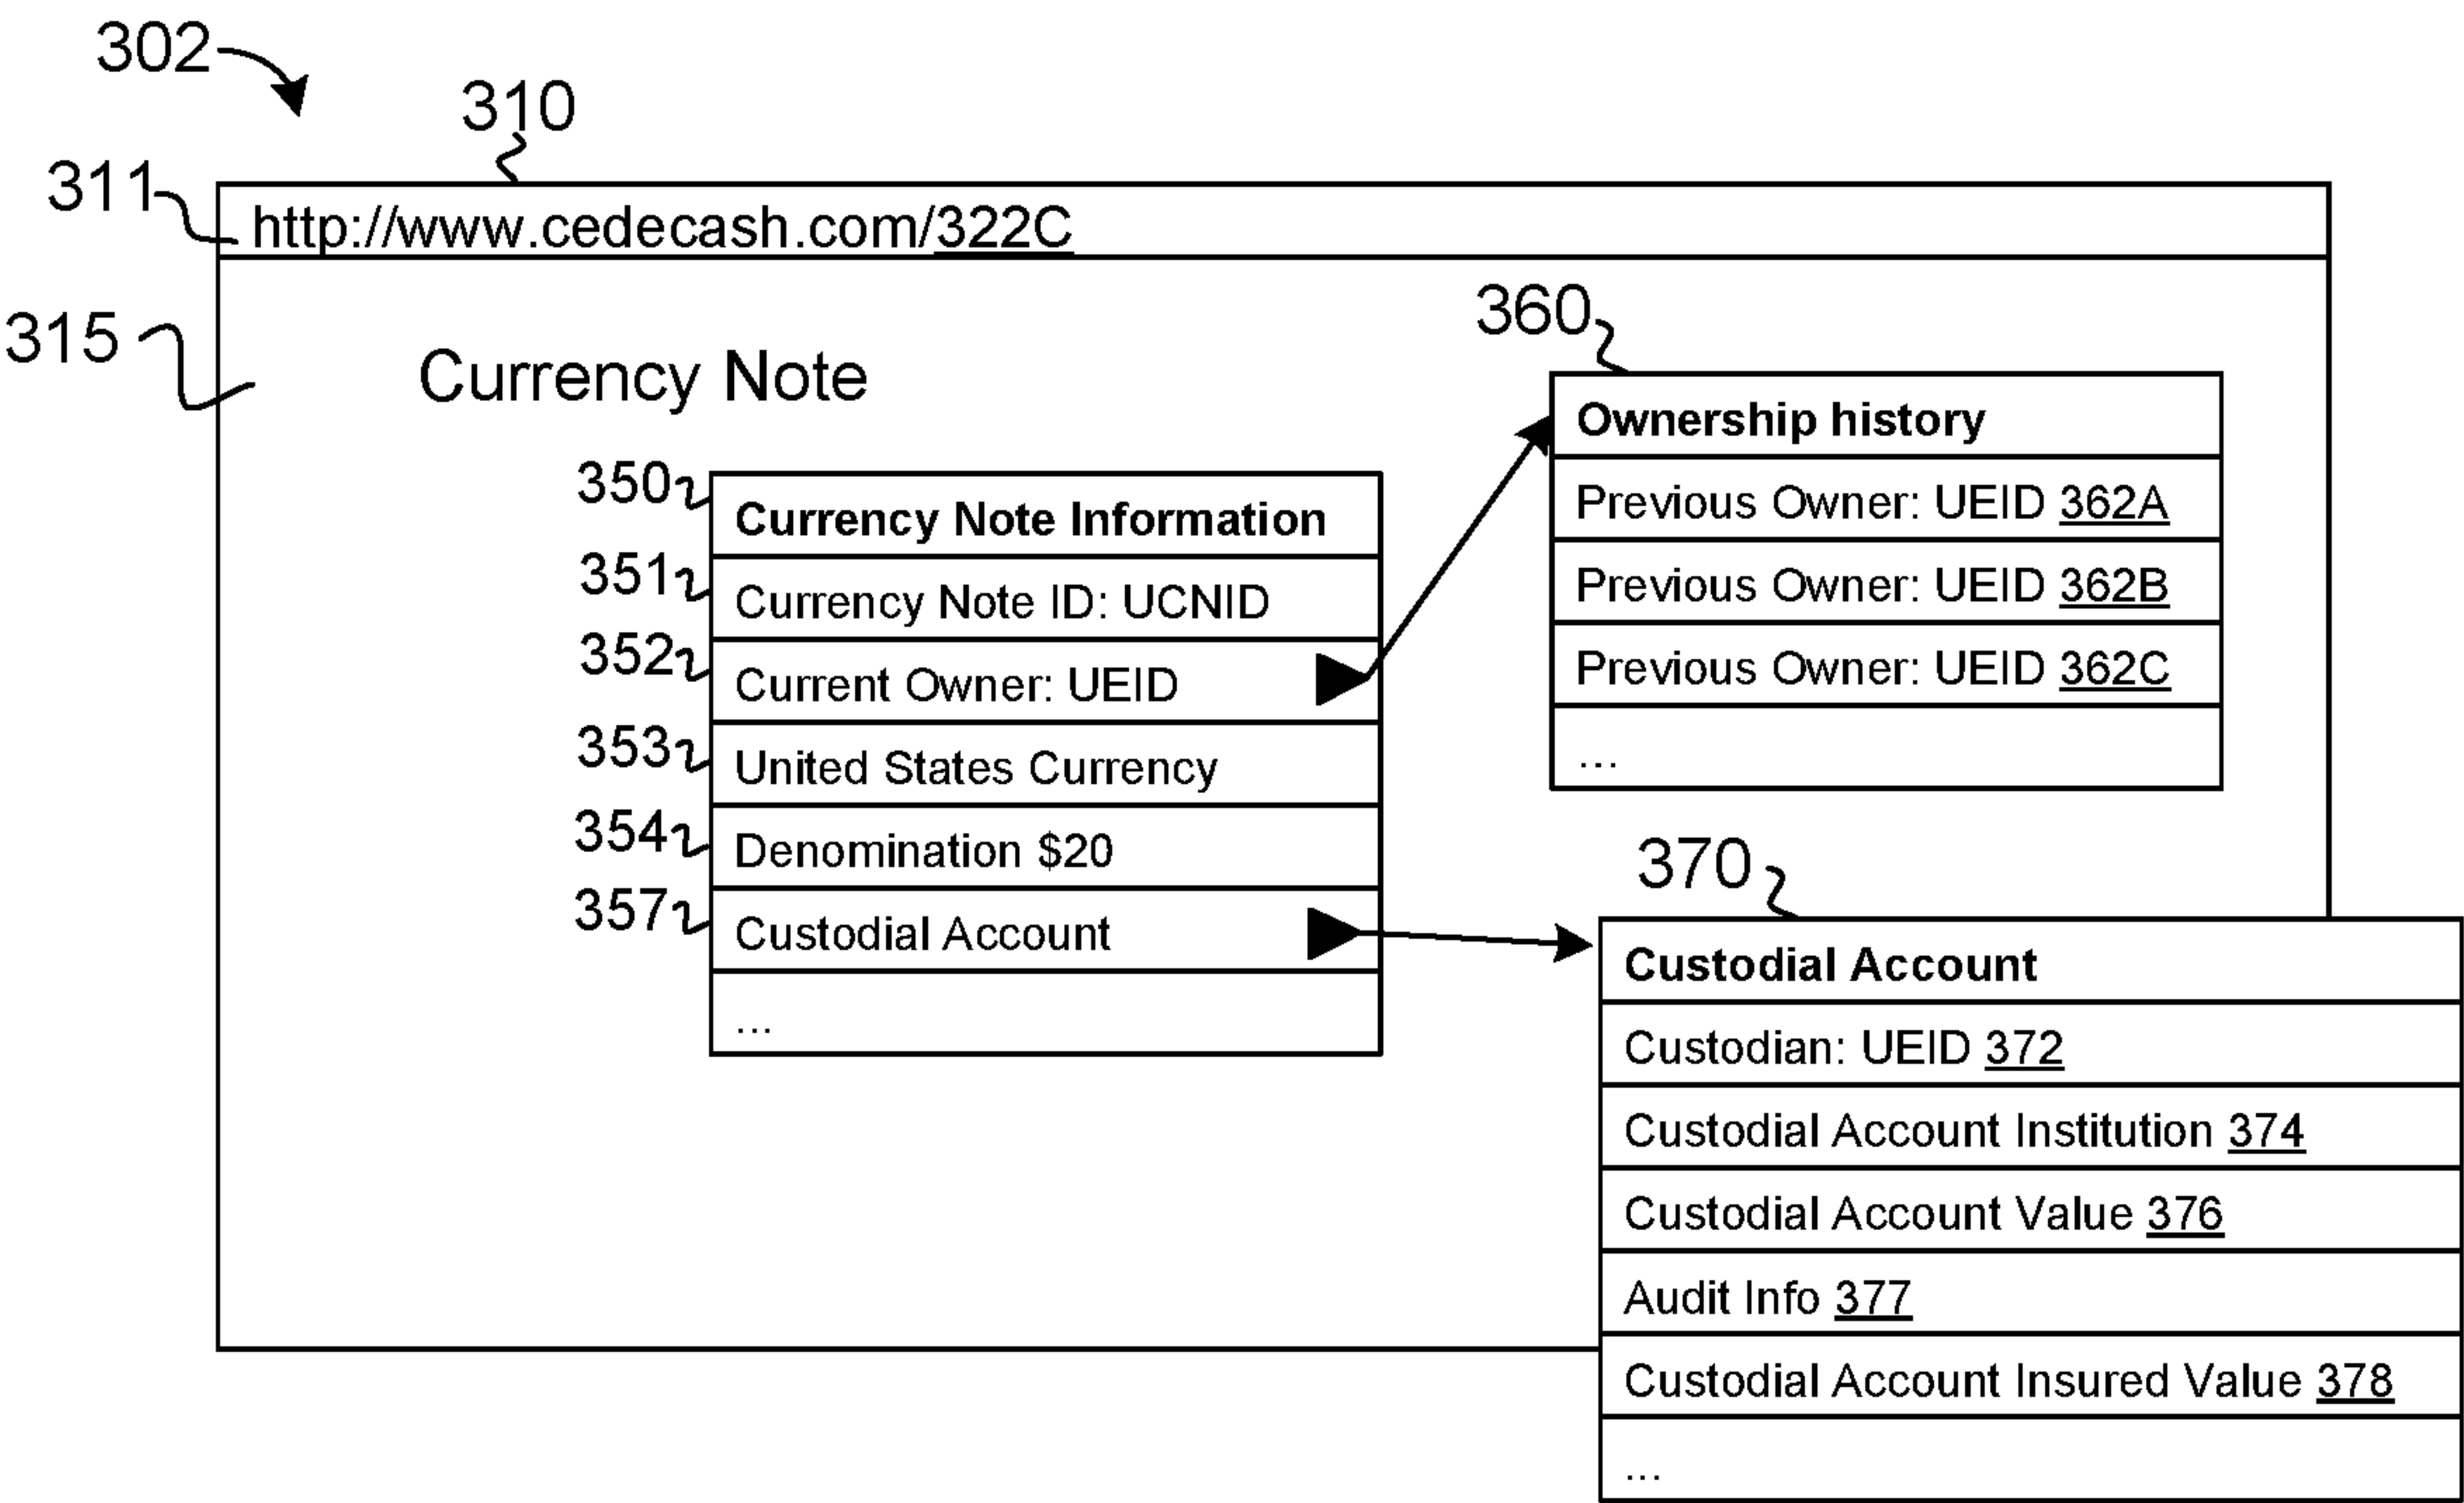 302
310
311
http://www.cedecash.com/322C
315
360
Currency Note
Ownership history
Previous Owner: UEID 362A
Previous Owner: UEID 362B
Previous Owner: UEID 362C
...
350
Currency Note Information
351
Currency Note ID: UCNID
352
Current Owner: UEID
353
United States Currency
354
Denomination $20
357
Custodial Account
...
370
Custodial Account
Custodian: UEID 372
Custodial Account Institution 374
Custodial Account Value 376
Audit Info 377
Custodial Account Insured Value 378
...